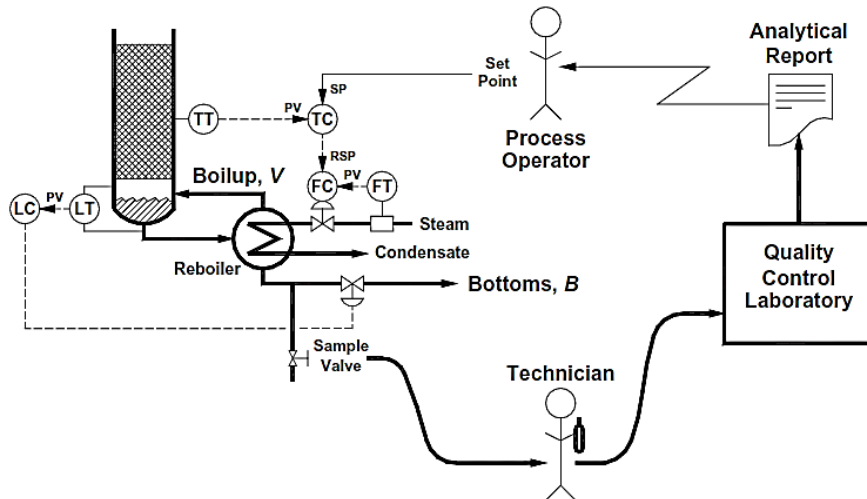 Analytical
Report
Set
Point
SP
PV
TT
TC
Process
Operator
RSP
Boilup, V
PV
FC
FT
LC
PV
LT
Steam
Condensate
Reboiler
Quality
Control
Laboratory
Bottoms, B
Sample
Valve
Technician